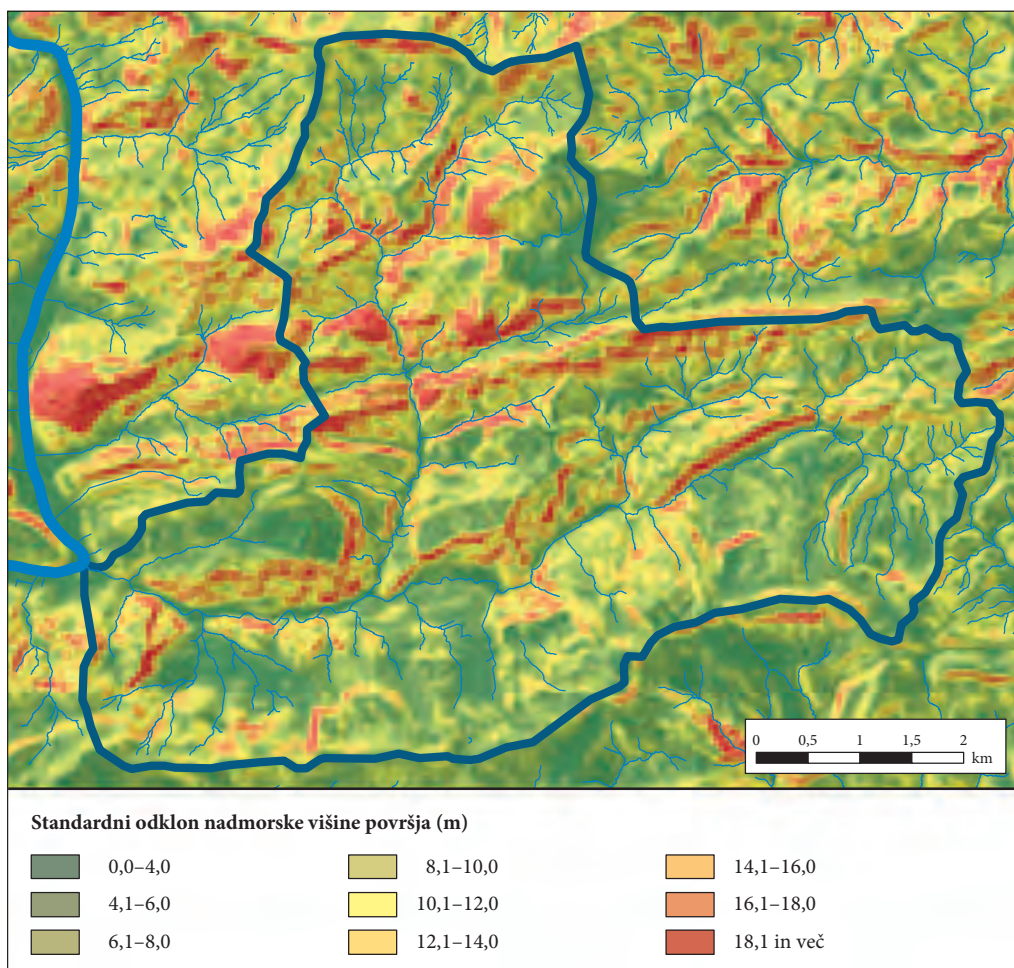 0 0,5 1 1,5 2
km
Standardni odklon nadmorske višine površja (m)
0,0–4,0
4,1–6,0
6,1–8,0
8,1–10,0
10,1–12,0
12,1–14,0
14,1–16,0
16,1–18,0
18,1 in več